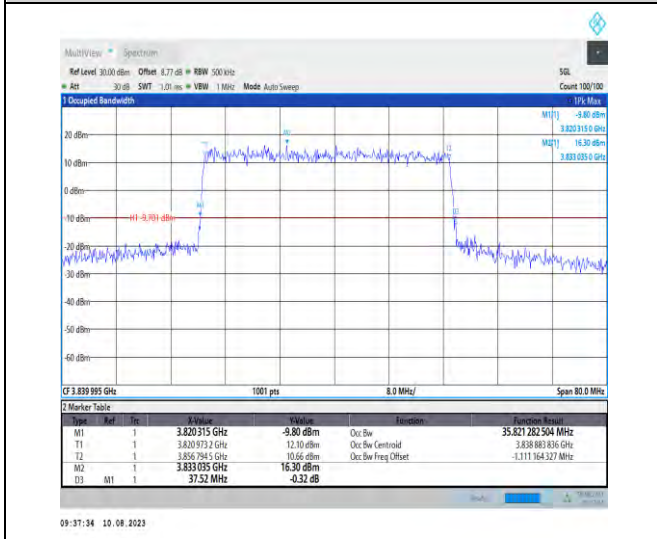 MultiView Spectrum
Ref Level 30.00 dBm Offset 8.77 dB RBW 500 kHz SGL
Att 30 dB SWT 1.01 ms VBW 1 MHz Mode Auto Sweep Count 100/100
1 Occupied Bandwidth 1Pk Max
M1[1] -9.80 dBm
3.820 315 0 GHz
M2[1] 16.30 dBm
3.833 035 0 GHz
20 dBm
10 dBm
0 dBm
-10 dBm
H1 -9.701 dBm
-20 dBm
-30 dBm
-40 dBm
-50 dBm
-60 dBm
M1
M2
T2
D3
CF 3.839 995 GHz 1001 pts 8.0 MHz/ Span 80.0 MHz
2 Marker Table
Type Ref Trc X-Value Y-Value Function Function Result
M1 1 3.820 315 GHz -9.80 dBm Occ Bw 35.821 282 504 MHz
T1 1 3.820 973 2 GHz 12.10 dBm Occ Bw Centroid 3.838 883 836 GHz
T2 1 3.856 794 5 GHz 10.66 dBm Occ Bw Freq Offset -1.111 164 327 MHz
M2 1 3.833 035 GHz 16.30 dBm
D3 M1 1 37.52 MHz -0.32 dB
09:37:34 10.08.2023